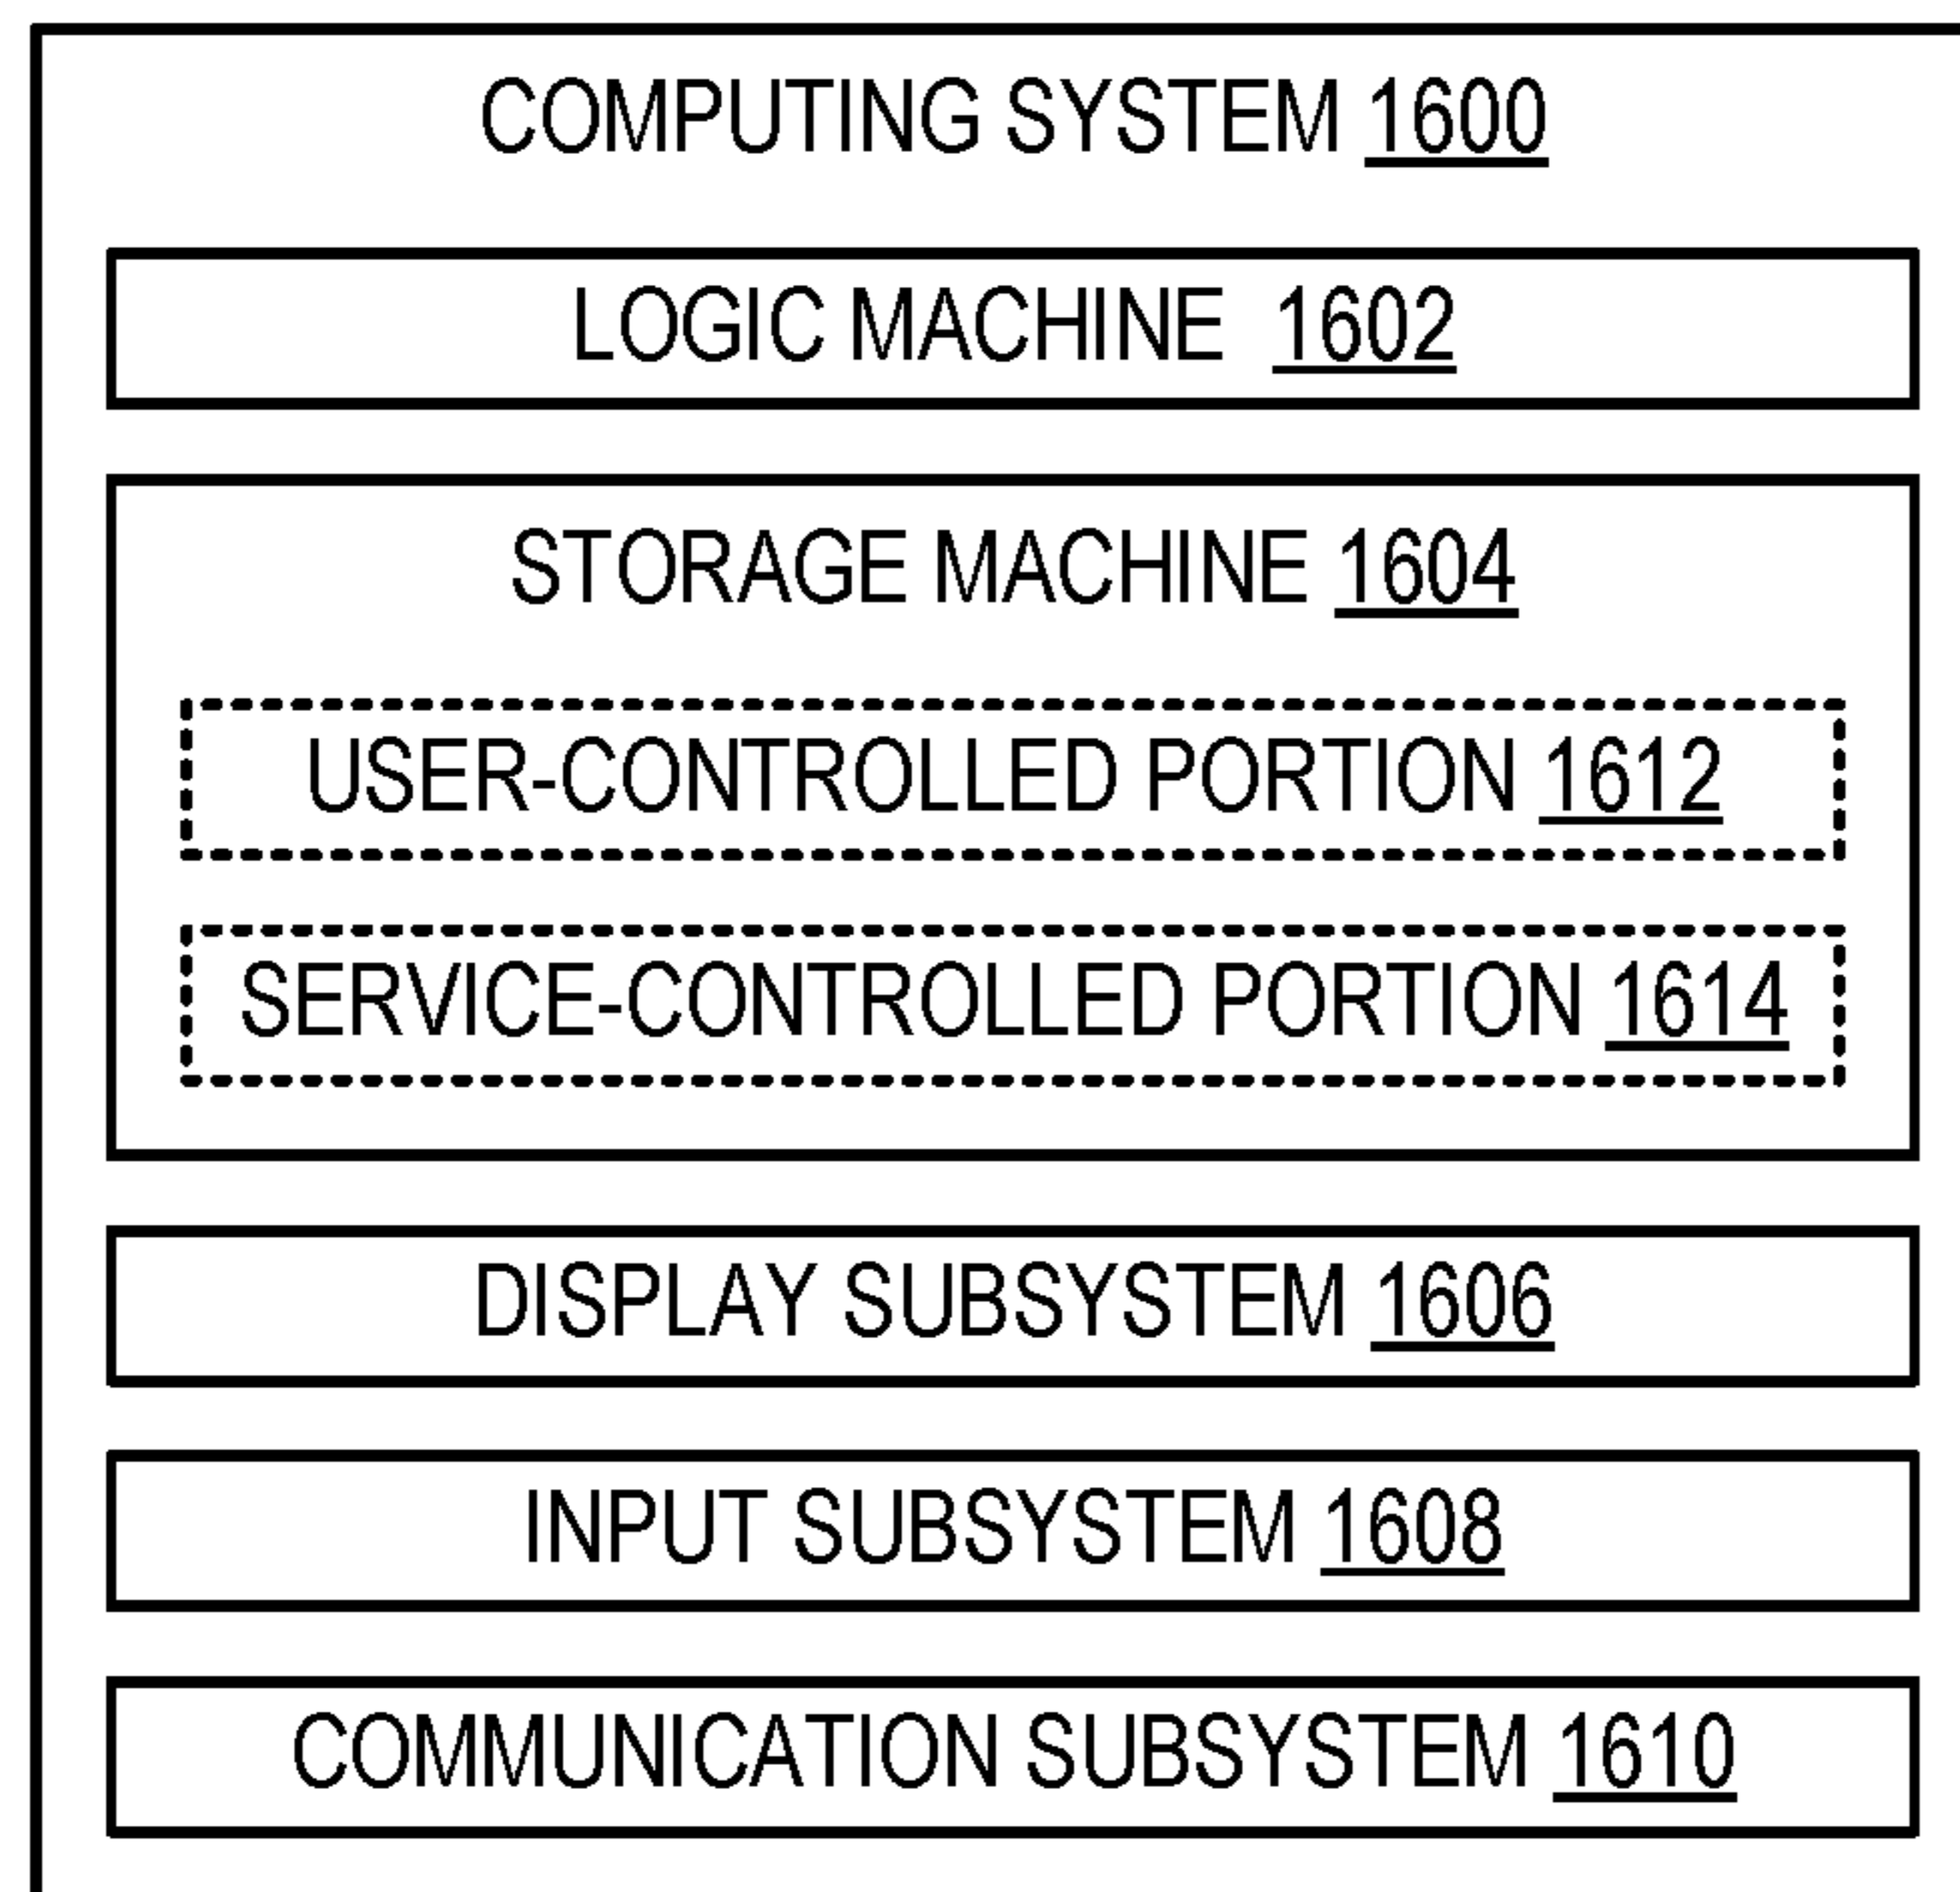 COMPUTING SYSTEM 1600
LOGIC MACHINE 1602
STORAGE MACHINE 1604
USER-CONTROLLED PORTION 1612
SERVICE-CONTROLLED PORTION 1614
DISPLAY SUBSYSTEM 1606
INPUT SUBSYSTEM 1608
COMMUNICATION SUBSYSTEM 1610